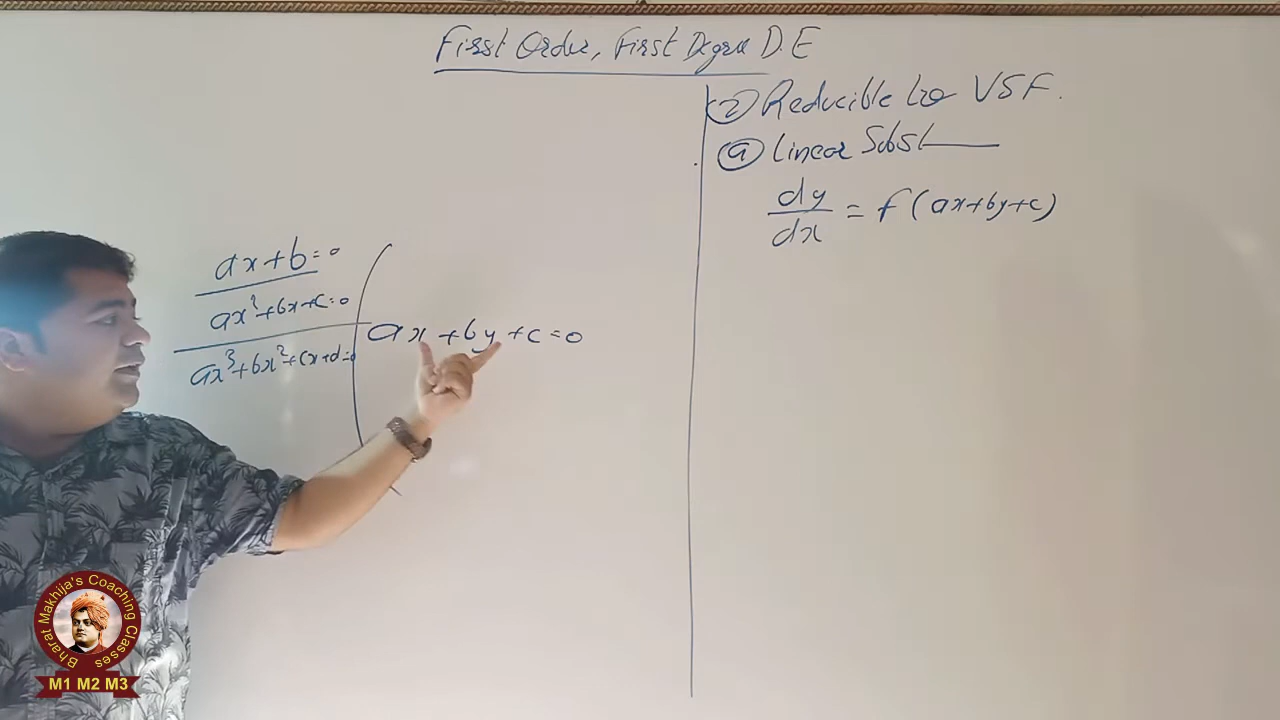 First Order, First Degree D.E
ax+b=0
ax²+bx+c=0
ax³+bx²+cx+d=0
ax+by+c=0
(2) Reducible to VSF.
(a) Linear Subst
dy/dx = f(ax+by+c)
Bharat Makhija's Coaching Classes
M1 M2 M3